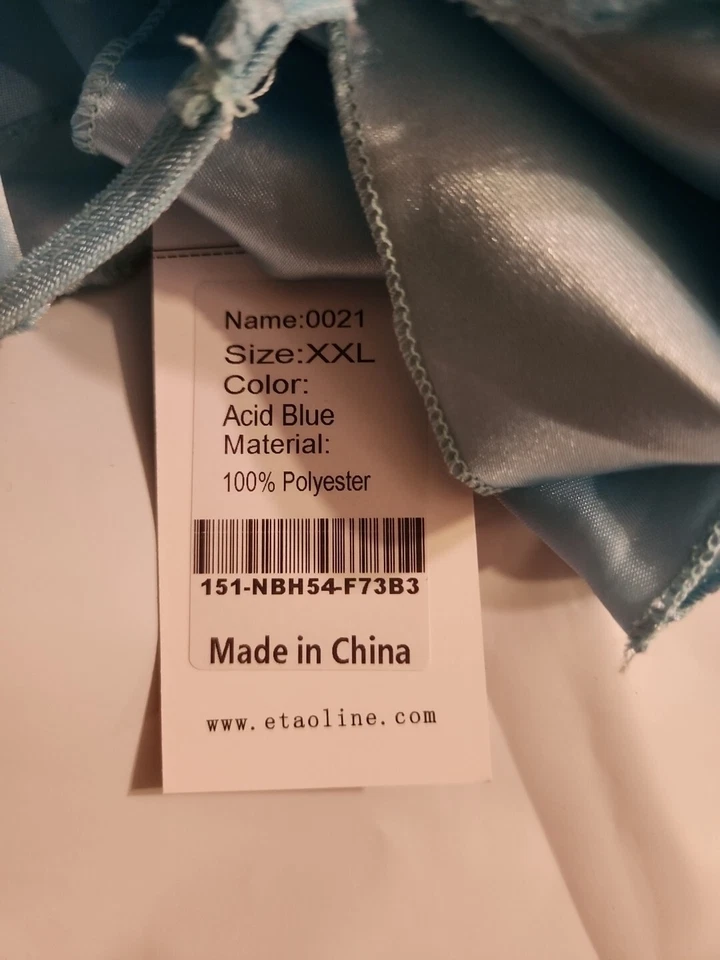 Name:0021
Size:XXL
Color:
Acid Blue
Material:
100% Polyester
151-NBH54-F73B3
Made in China
www.etaoline.com